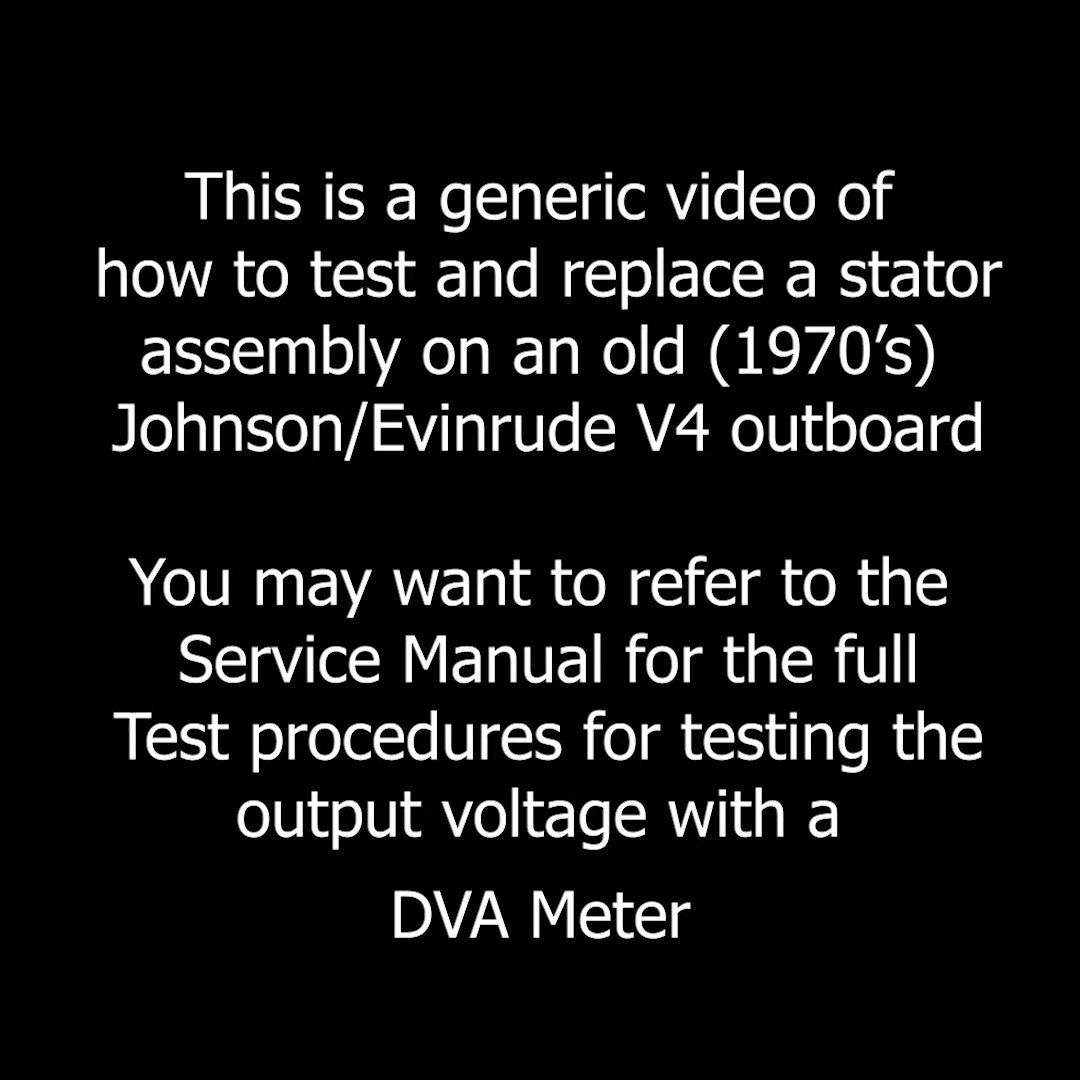 This is a generic video of
how to test and replace a stator
assembly on an old (1970’s)
Johnson/Evinrude V4 outboard
You may want to refer to the
Service Manual for the full
Test procedures for testing the
output voltage with a
DVA Meter